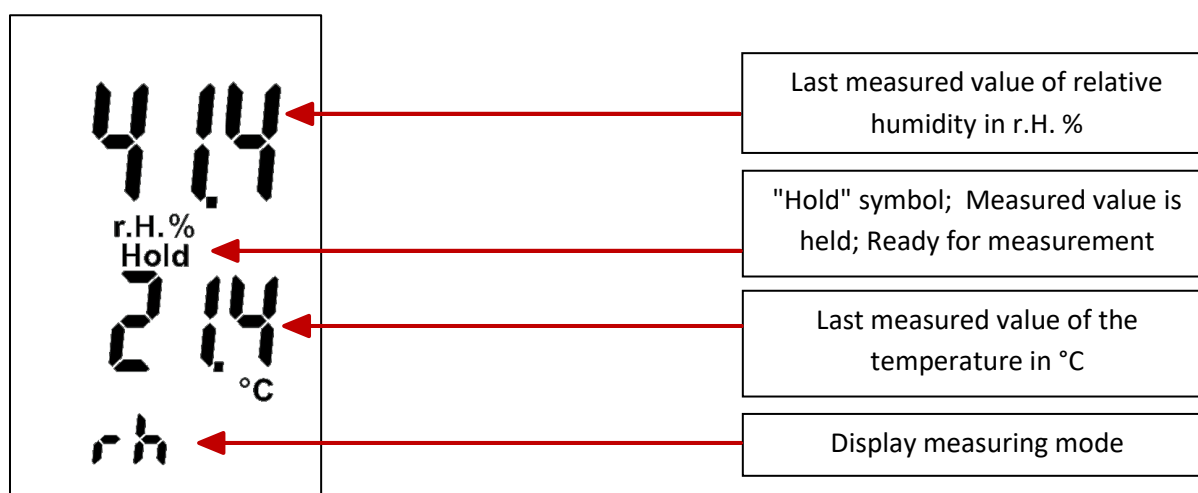 41.4
r.H.%
Hold
21.4
°C
rh
Last measured value of relative
humidity in r.H. %
"Hold" symbol; Measured value is
held; Ready for measurement
Last measured value of the
temperature in °C
Display measuring mode